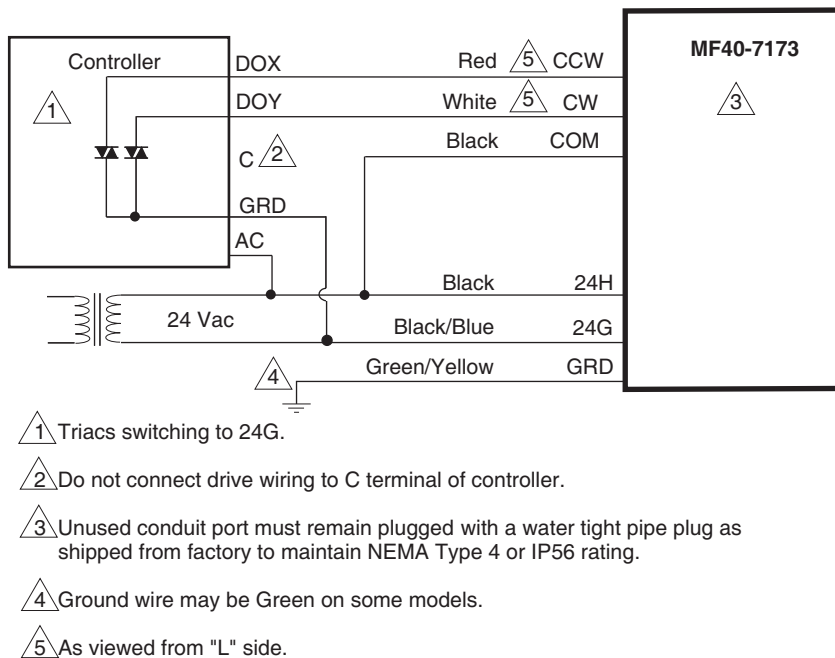 Controller
MF40-7173
1
3
DOX
Red 5 CCW
DOY
White 5 CW
Black COM
C 2
GRD
AC
Black 24H
24 Vac
Black/Blue 24G
4 Green/Yellow GRD
1 Triacs switching to 24G.
2 Do not connect drive wiring to C terminal of controller.
3 Unused conduit port must remain plugged with a water tight pipe plug as
shipped from factory to maintain NEMA Type 4 or IP56 rating.
4 Ground wire may be Green on some models.
5 As viewed from "L" side.